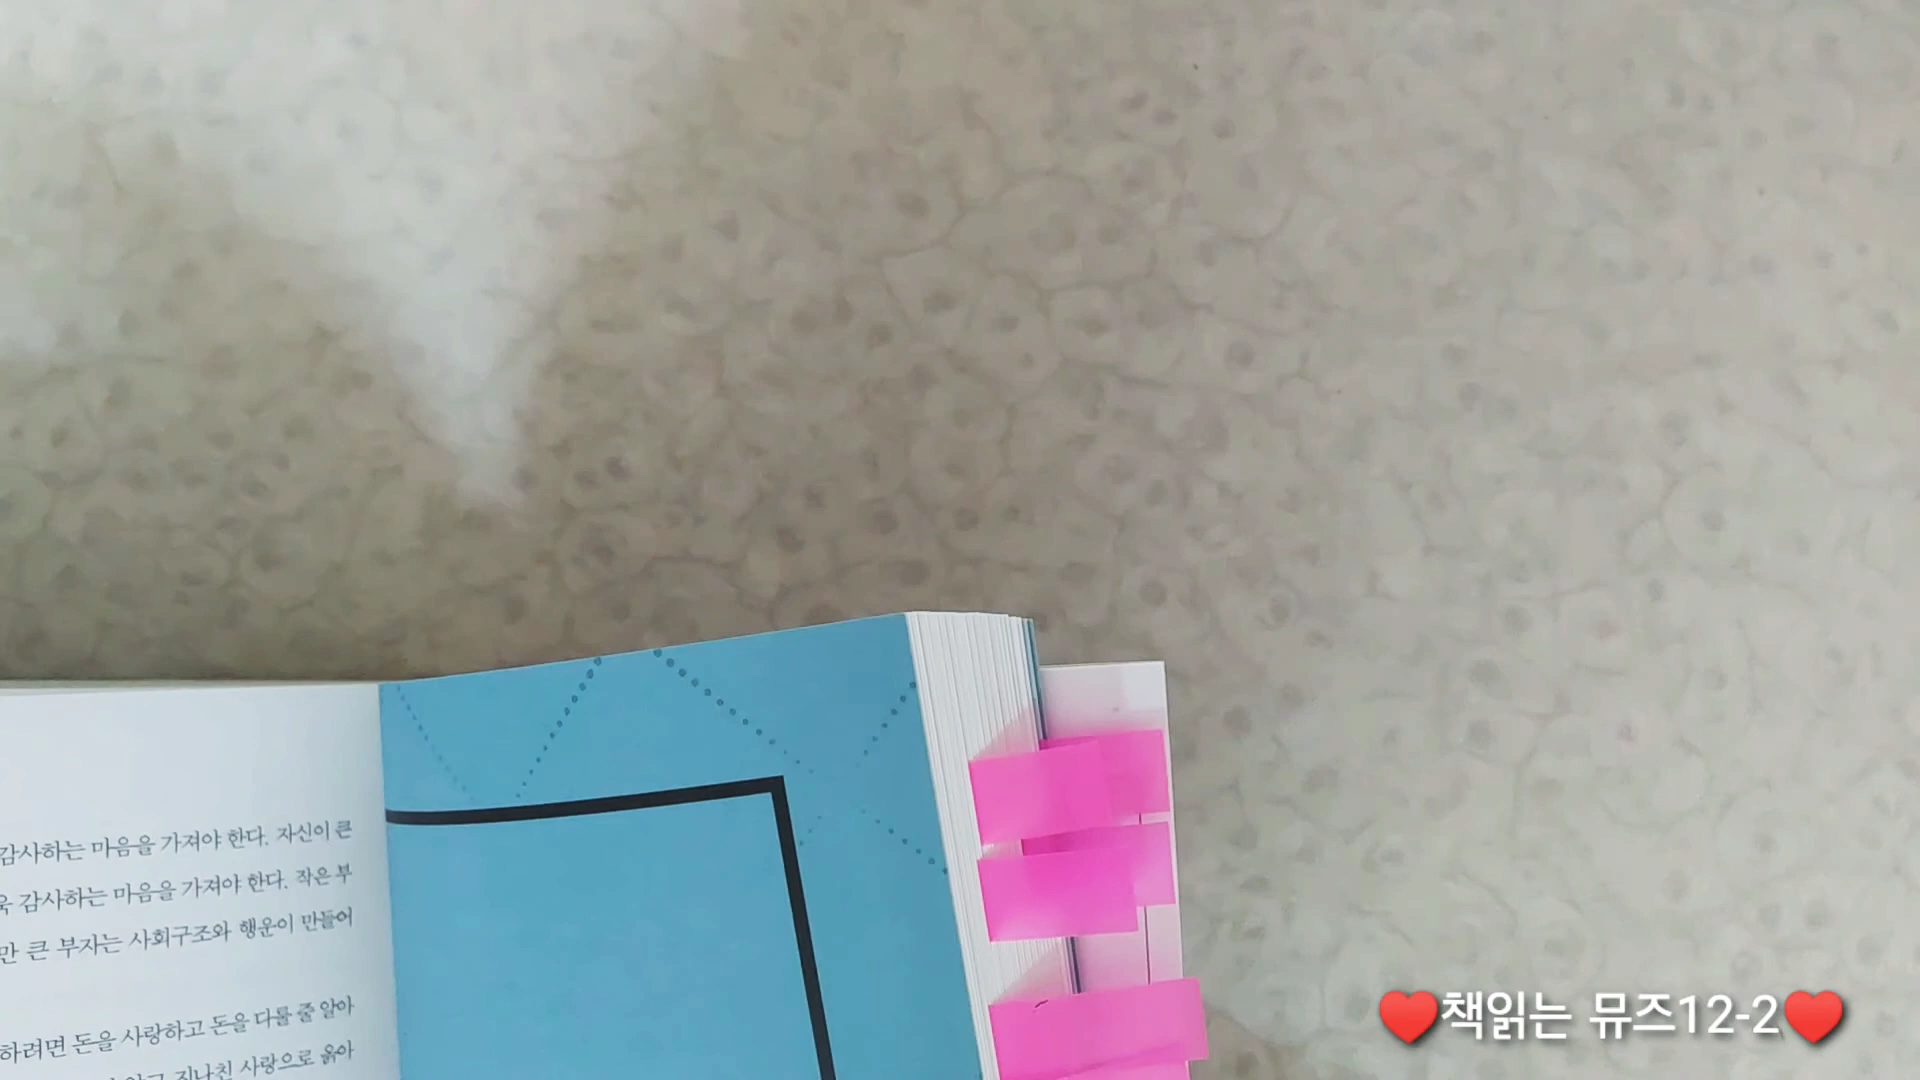 감사하는 마음을 가져야 한다. 자신이 큰
욱 감사하는 마음을 가져야 한다. 작은 부
만 큰 부자는 사회구조와 행운이 만들어
하려면 돈을 사랑하고 돈을 다룰 줄 알아
지나친 사랑으로 옭아
♥책읽는 뮤즈12-2♥